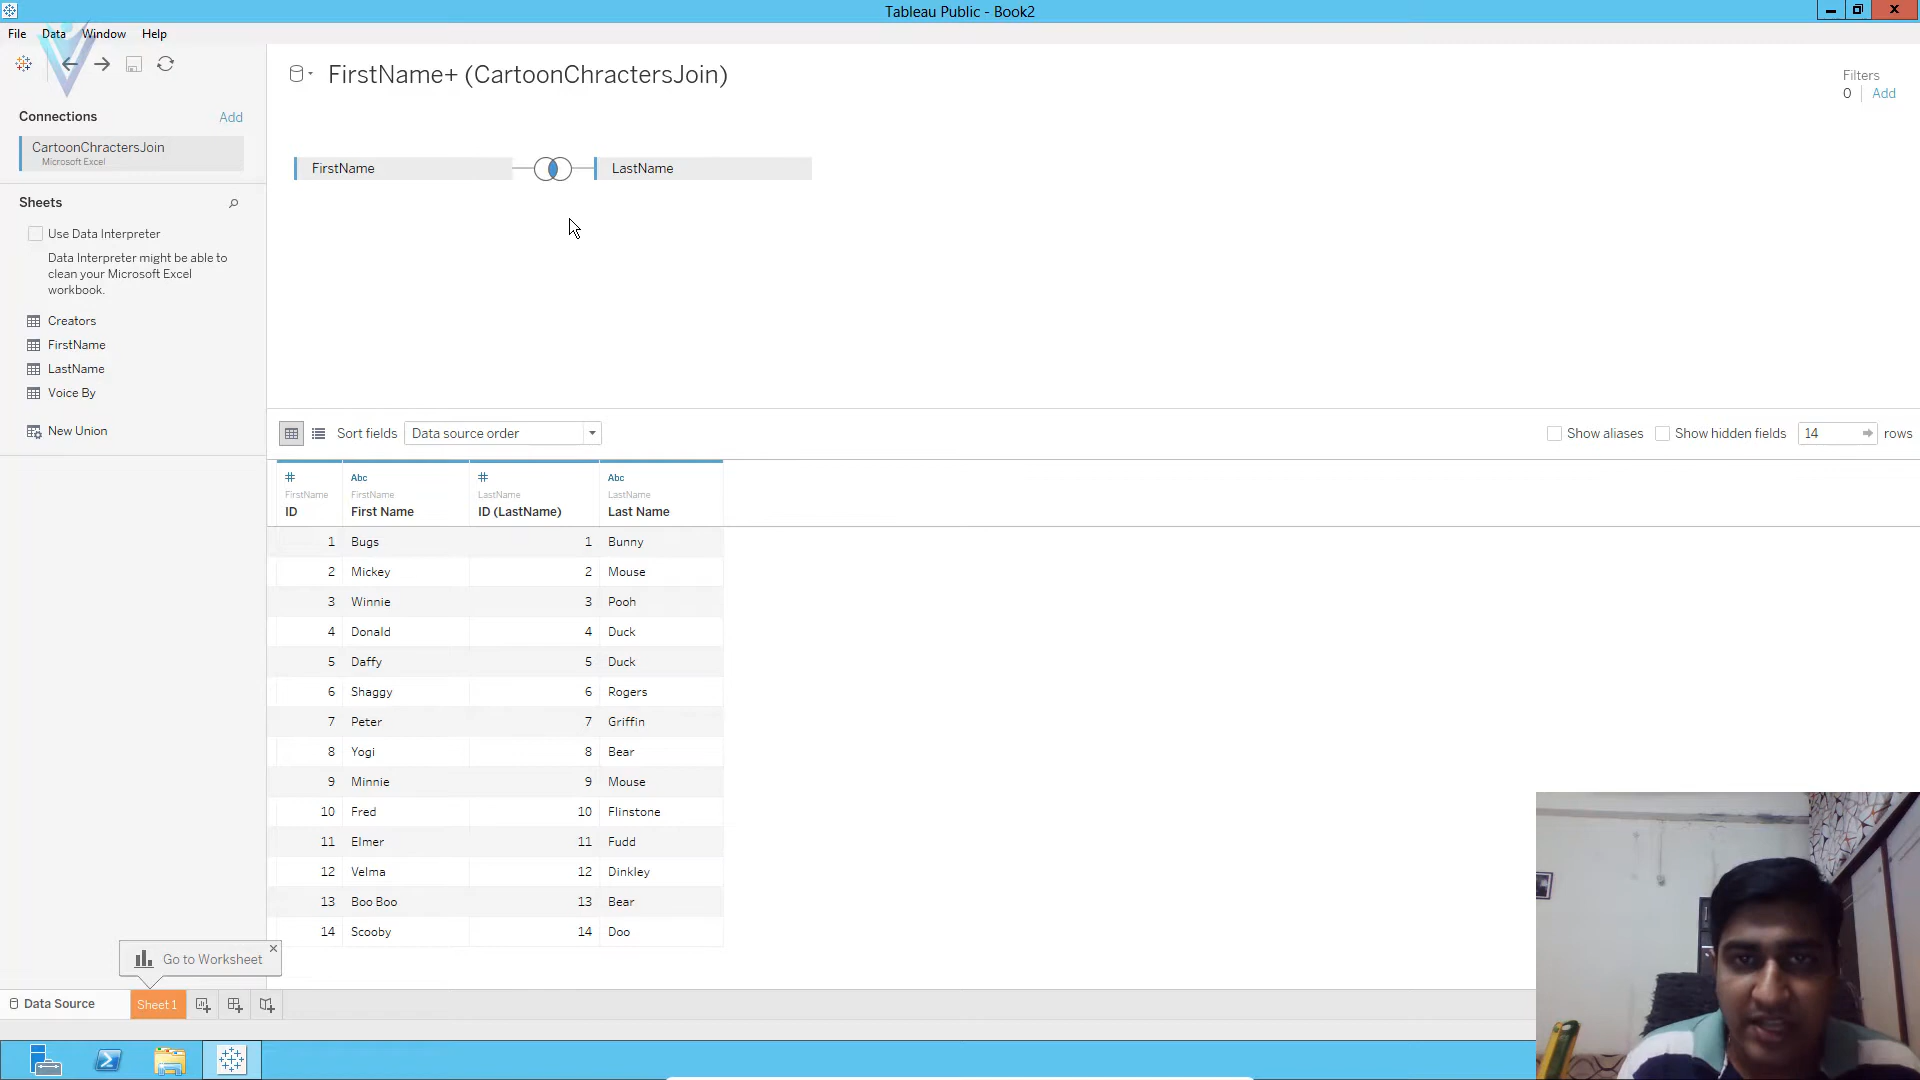 Tableau Public - Book2
File Data Window Help
FirstName+ (CartoonChractersJoin)
Filters
0 Add
Connections Add
CartoonChractersJoin
Microsoft Excel
FirstName LastName
Sheets
Use Data Interpreter
Data Interpreter might be able to
clean your Microsoft Excel
workbook.
Creators
FirstName
LastName
Voice By
New Union
Sort fields Data source order Show aliases Show hidden fields 14 rows
# Abc # Abc
FirstName FirstName LastName LastName
ID First Name ID (LastName) Last Name
1 Bugs 1 Bunny
2 Mickey 2 Mouse
3 Winnie 3 Pooh
4 Donald 4 Duck
5 Daffy 5 Duck
6 Shaggy 6 Rogers
7 Peter 7 Griffin
8 Yogi 8 Bear
9 Minnie 9 Mouse
10 Fred 10 Flinstone
11 Elmer 11 Fudd
12 Velma 12 Dinkley
13 Boo Boo 13 Bear
14 Scooby 14 Doo
Go to Worksheet
Data Source Sheet 1